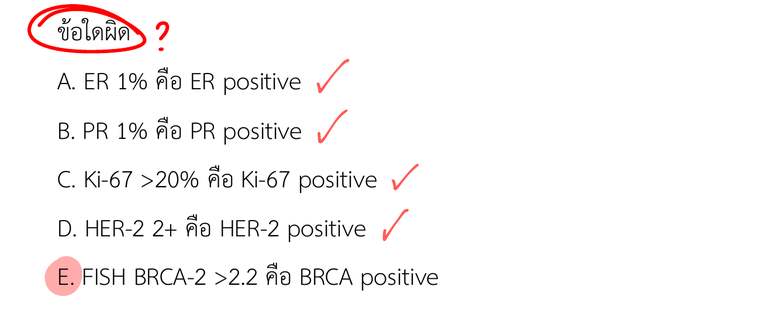 ข้อใดผิด ?
A. ER 1% คือ ER positive
B. PR 1% คือ PR positive
C. Ki-67 >20% คือ Ki-67 positive
D. HER-2 2+ คือ HER-2 positive
E. FISH BRCA-2 >2.2 คือ BRCA positive